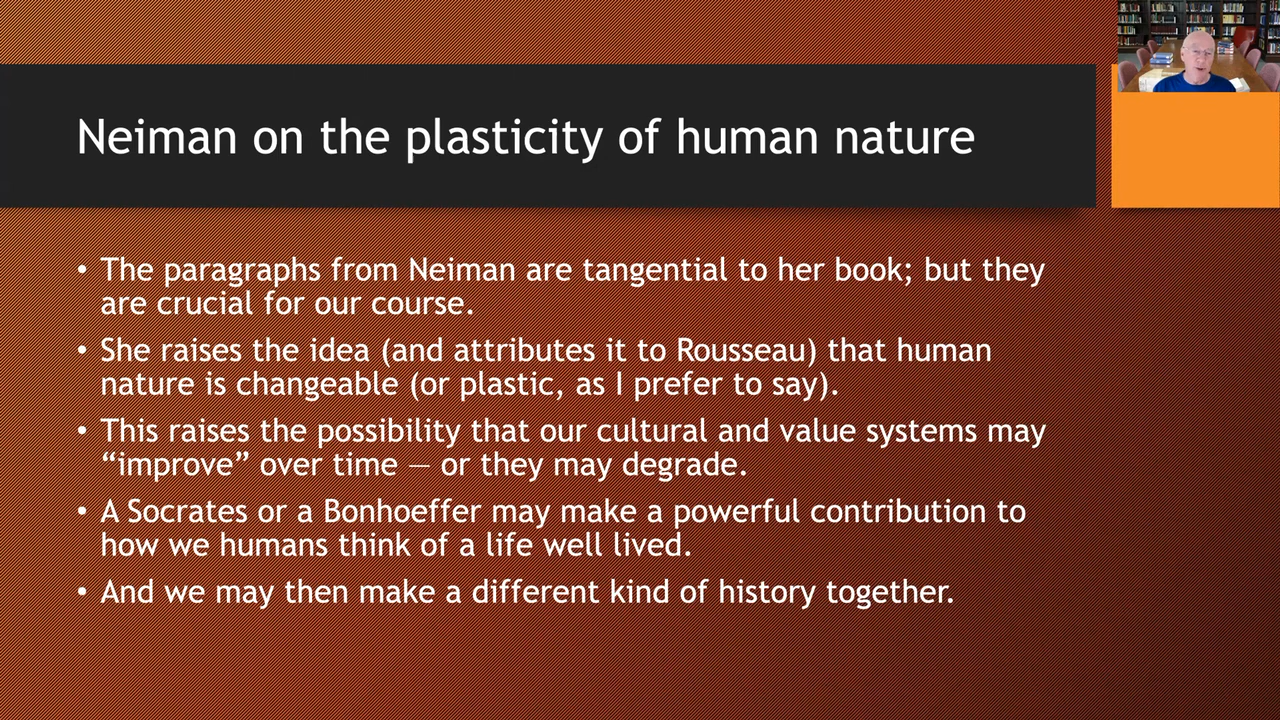 Neiman on the plasticity of human nature
• The paragraphs from Neiman are tangential to her book; but they
are crucial for our course.
• She raises the idea (and attributes it to Rousseau) that human
nature is changeable (or plastic, as I prefer to say).
• This raises the possibility that our cultural and value systems may
“improve” over time — or they may degrade.
• A Socrates or a Bonhoeffer may make a powerful contribution to
how we humans think of a life well lived.
• And we may then make a different kind of history together.